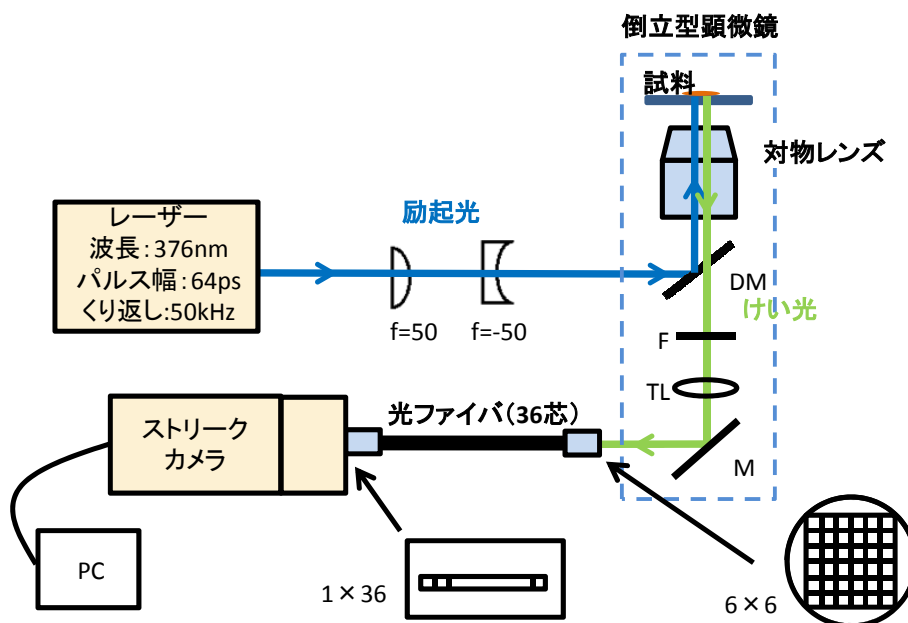 倒立型顕微鏡
試料
対物レンズ
励起光
レーザー
波長：376nm
パルス幅：64ps
くり返し:50kHz
f=50
f=-50
DM
けい光
F
TL
M
光ファイバ（36芯）
ストリーク
カメラ
PC
1×36
6×6